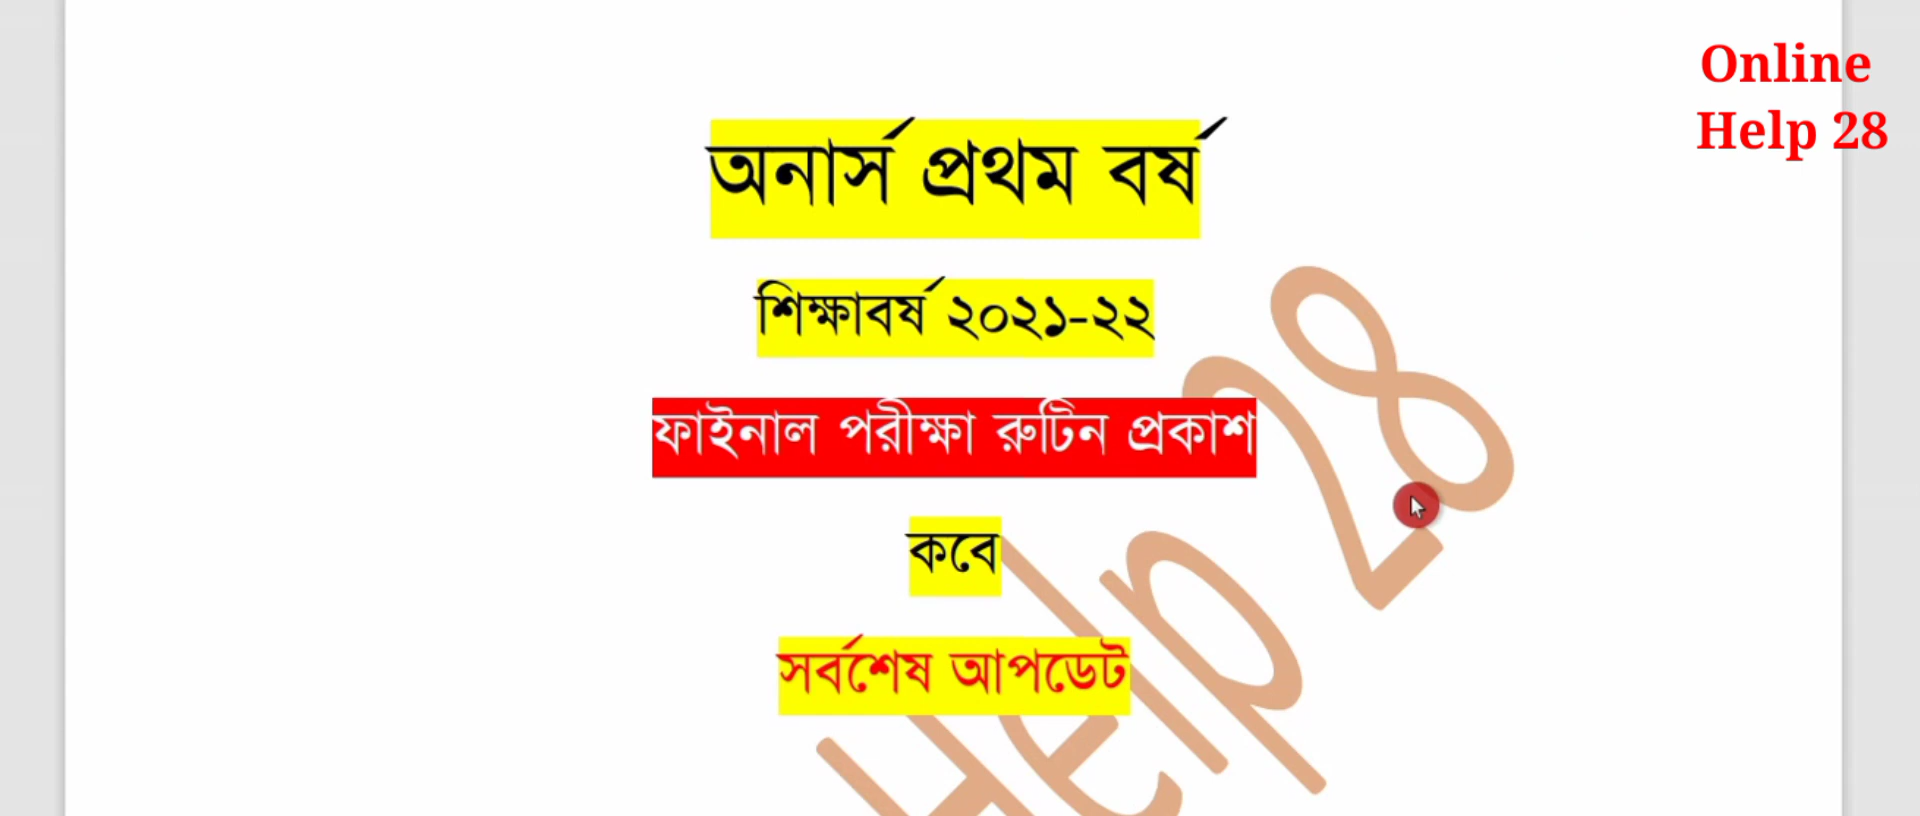 Online
Help 28
অনার্স প্রথম বর্ষ
শিক্ষাবর্ষ ২০২১-২২
ফাইনাল পরীক্ষা রুটিন প্রকাশ
কবে
সর্বশেষ আপডেট
Help 28